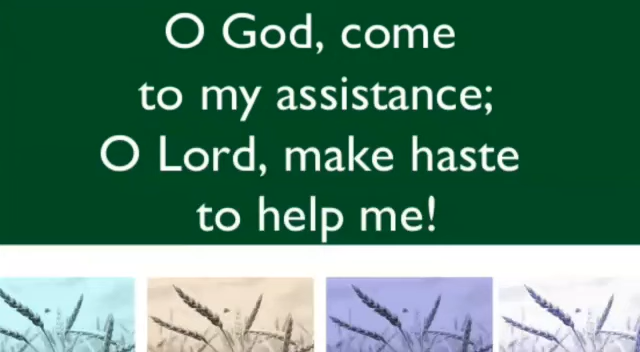 O God, come
to my assistance;
O Lord, make haste
to help me!